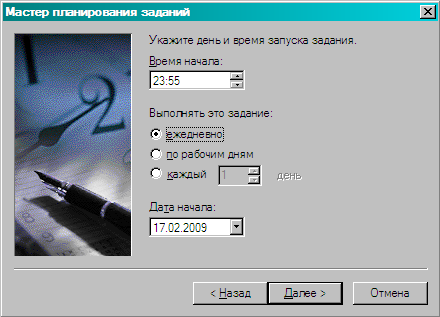 Мастер планирования заданий
Укажите день и время запуска задания.
Время начала:
23:55
Выполнять это задание:
ежедневно
по рабочим дням
каждый 1 день
Дата начала:
17.02.2009
< Назад Далее > Отмена